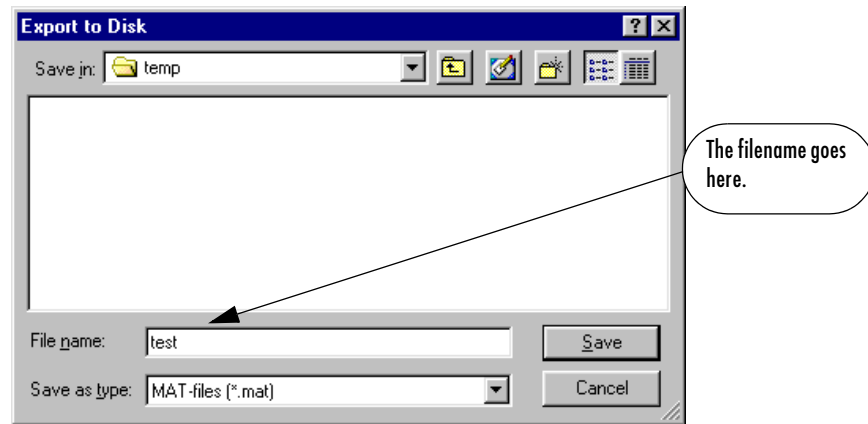 Export to Disk
Save in: temp
The filename goes
here.
File name: test
Save
Save as type: MAT-files (*.mat)
Cancel